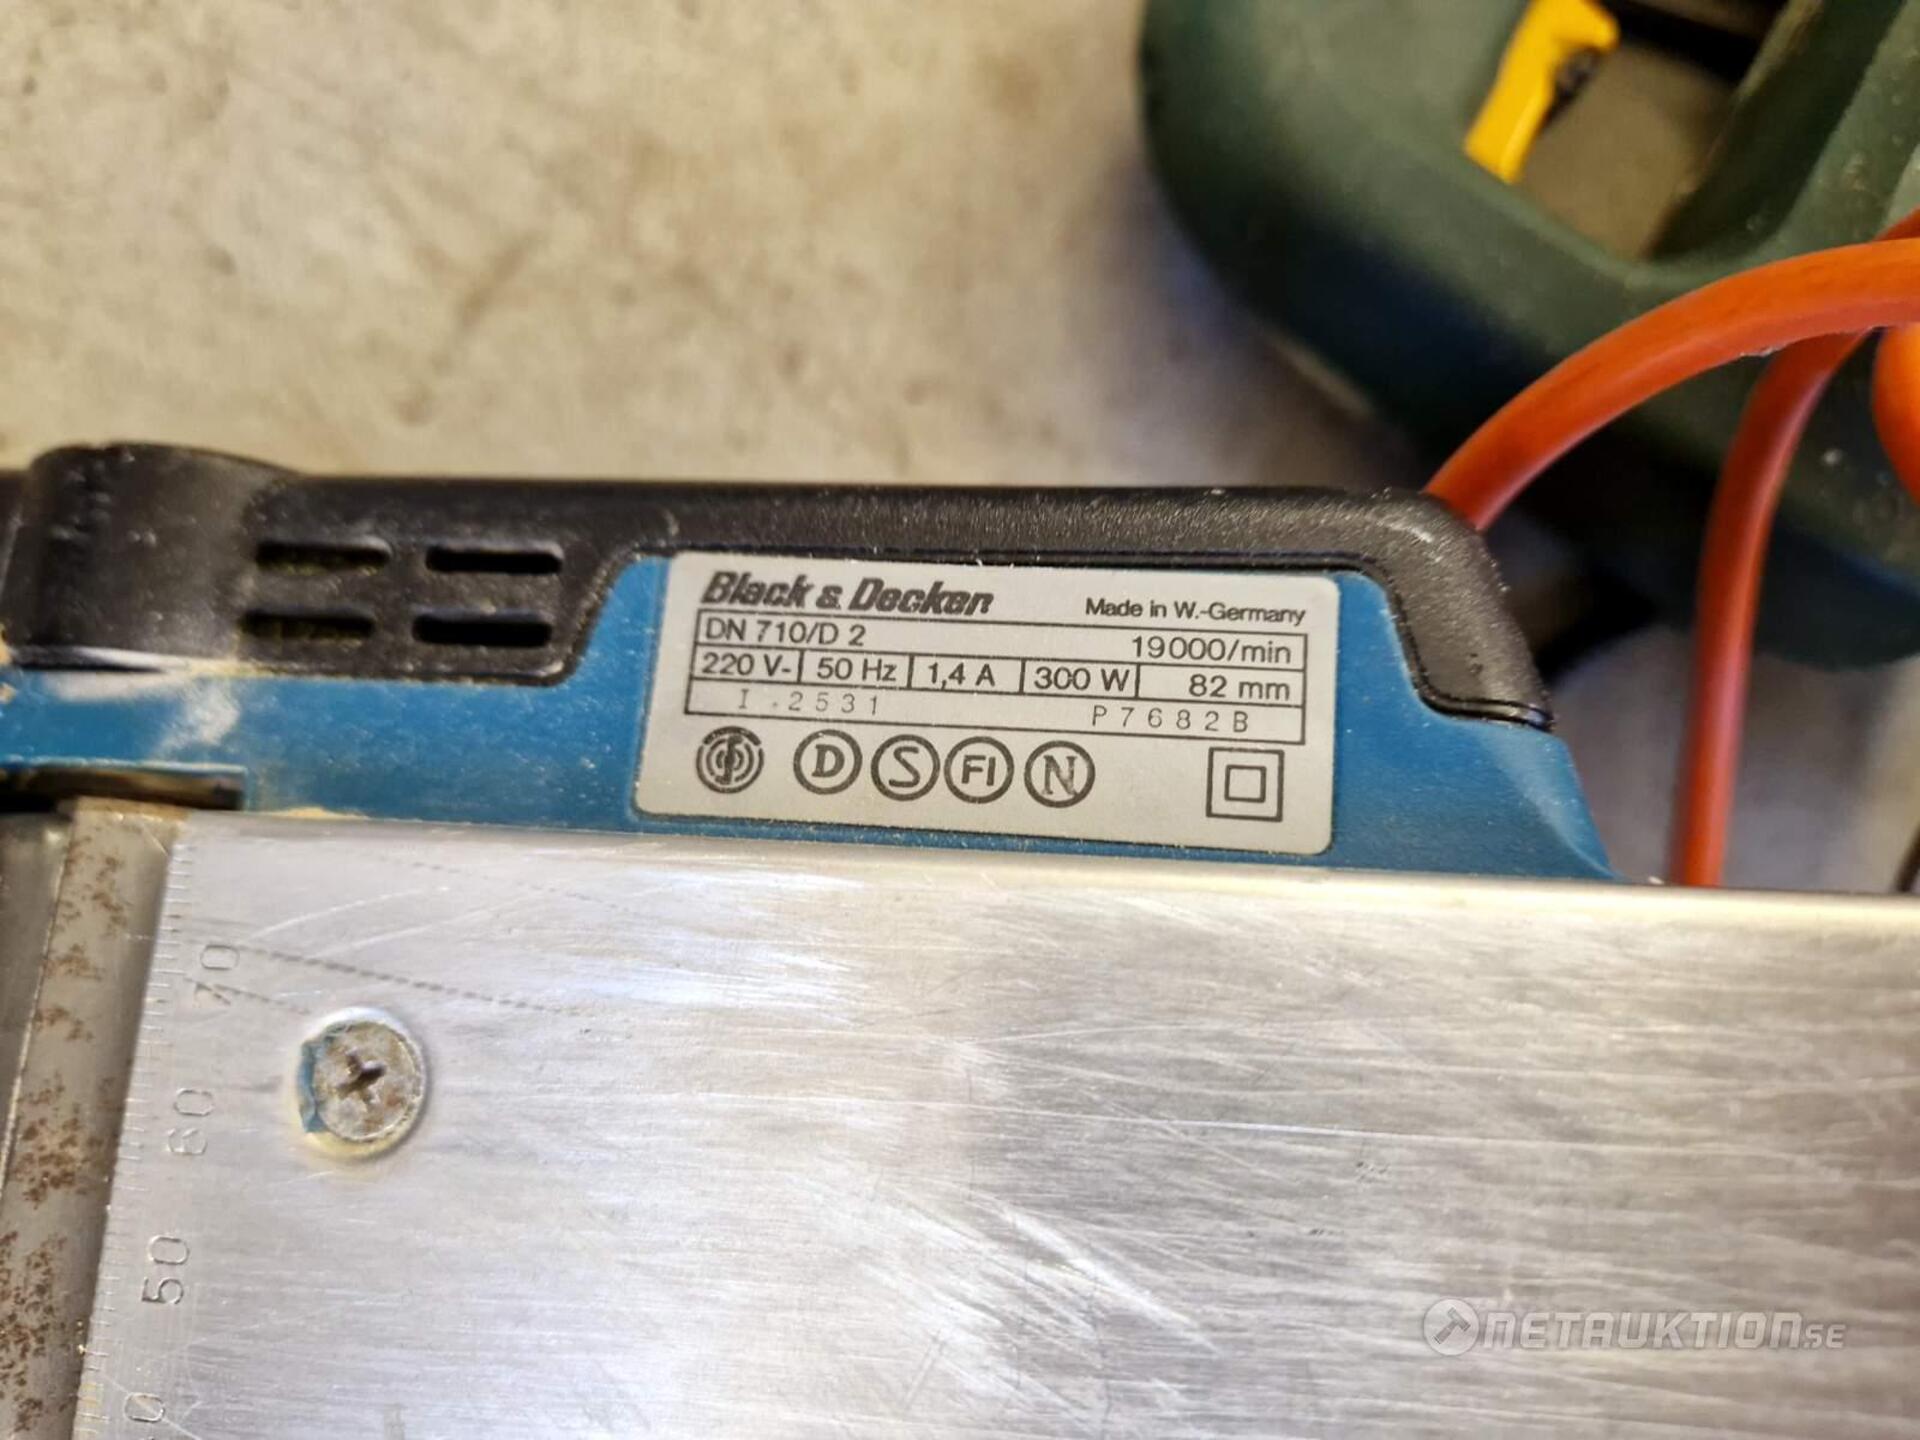 Black & Decker Made in W.-Germany
DN 710/D 2 19000/min
220 V~ 50 Hz 1,4 A 300 W 82 mm
I .2531 P7682B
D S FI N
70
60
50
NETAUKTION.SE